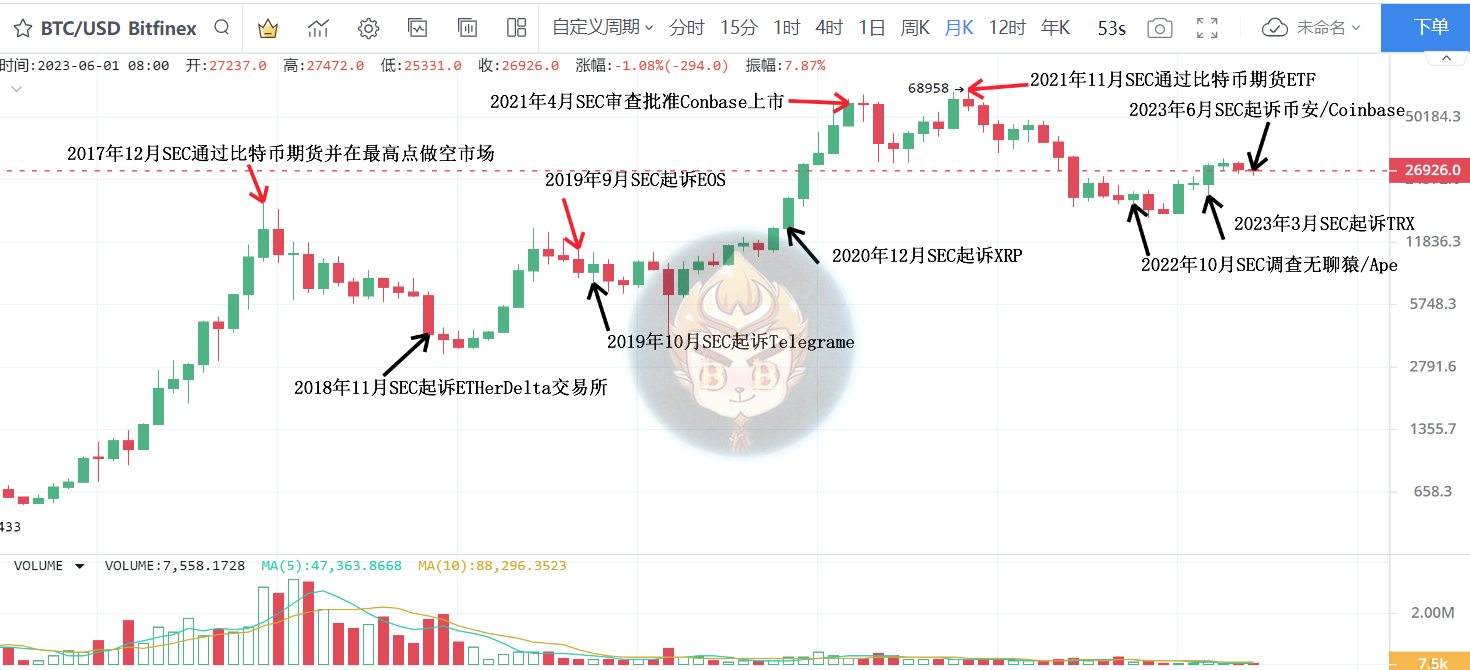 BTC/USD Bitfinex 自定义周期 分时 15分 1时 4时 1日 周K 月K 12时 年K 53s 未命名 下单
时间:2023-06-01 08:00 开:27237.0 高:27472.0 低:25331.0 收:26926.0 涨幅:-1.08%(-294.0) 振幅:7.87%
2021年11月SEC通过比特币期货ETF
68958
2021年4月SEC审查批准Conbase上市
2023年6月SEC起诉币安/Coinbase
50184.3
2017年12月SEC通过比特币期货并在最高点做空市场
26926.0
2019年9月SEC起诉EOS
2023年3月SEC起诉TRX
11836.3
2020年12月SEC起诉XRP
2022年10月SEC调查无聊猿/Ape
5748.3
2019年10月SEC起诉Telegrame
2791.6
2018年11月SEC起诉ETHerDelta交易所
1355.7
658.3
433
VOLUME VOLUME:7,558.1728 MA(5):47,363.8668 MA(10):88,296.3523
2.00M
7.5k